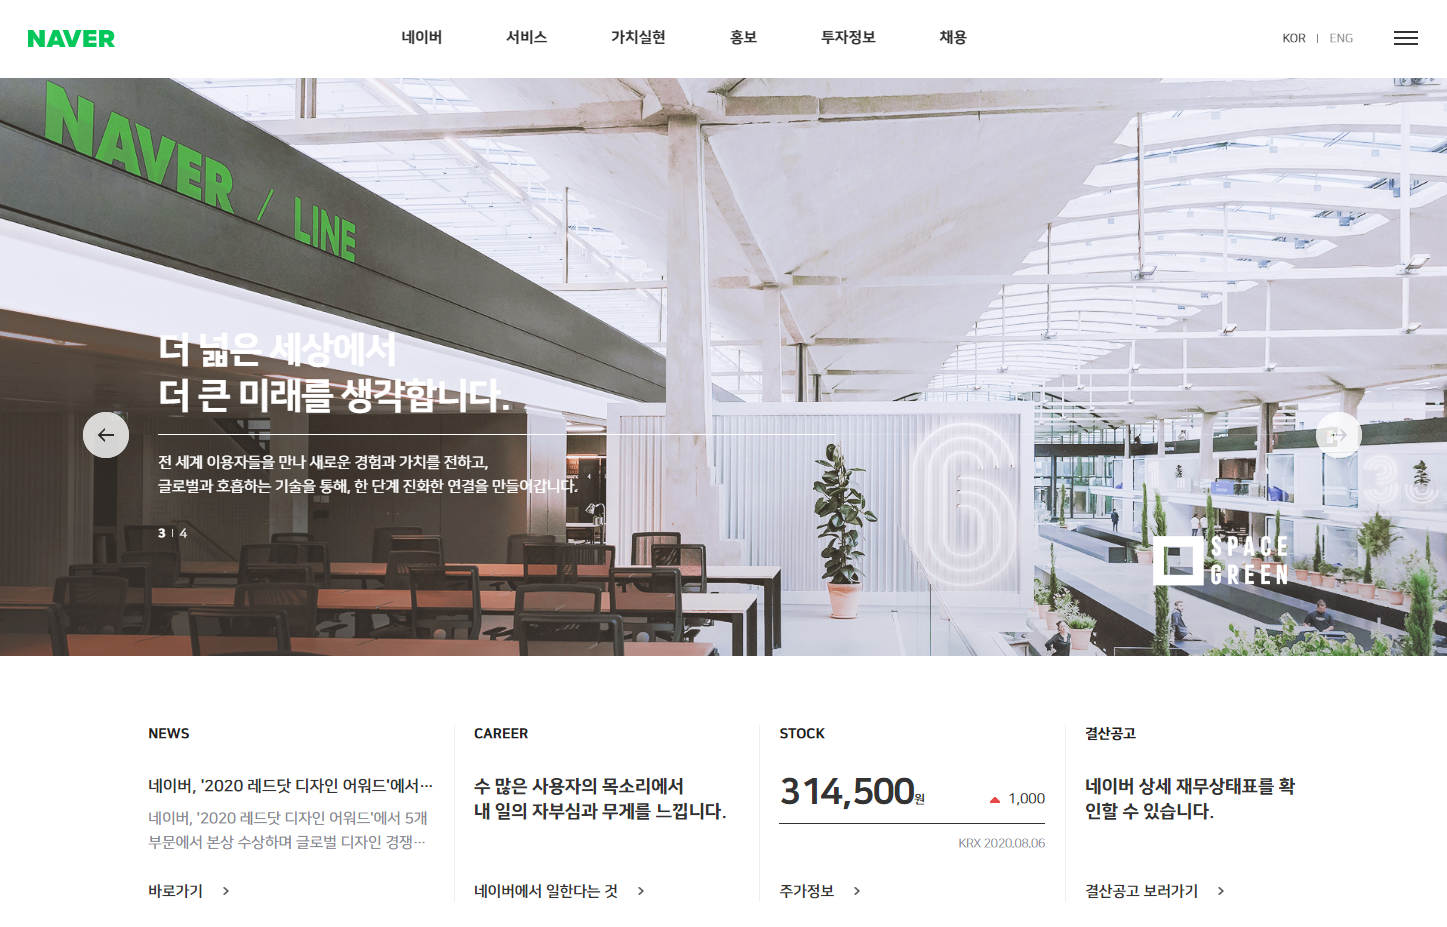 NAVER
네이버
서비스
가치실현
홍보
투자정보
채용
KOR | ENG
NAVER / LINE
더 넓은 세상에서
더 큰 미래를 생각합니다.
전 세계 이용자들을 만나 새로운 경험과 가치를 전하고,
글로벌과 호흡하는 기술을 통해, 한 단계 진화한 연결을 만들어갑니다.
3 | 4
6
3
SPACE
GREEN
NEWS
네이버, '2020 레드닷 디자인 어워드'에서…
네이버, '2020 레드닷 디자인 어워드'에서 5개
부문에서 본상 수상하며 글로벌 디자인 경쟁…
바로가기 >
CAREER
수 많은 사용자의 목소리에서
내 일의 자부심과 무게를 느낍니다.
네이버에서 일한다는 것 >
STOCK
314,500원
▲ 1,000
KRX 2020.08.06
주가정보 >
결산공고
네이버 상세 재무상태표를 확
인할 수 있습니다.
결산공고 보러가기 >